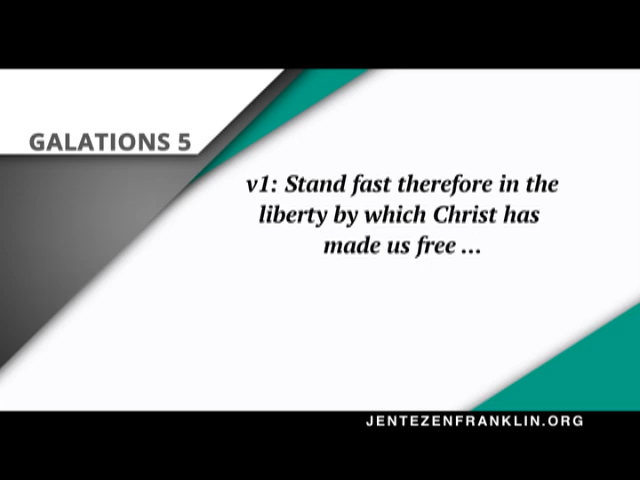 GALATIONS 5
v1: Stand fast therefore in the
liberty by which Christ has
made us free ...
JENTEZENFRANKLIN.ORG